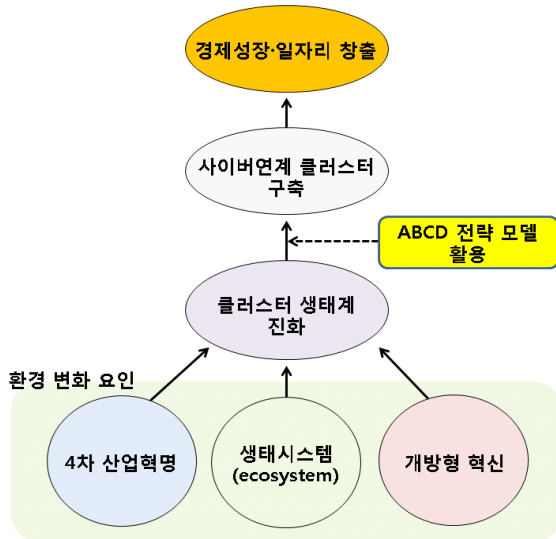 경제성장·일자리 창출
사이버연계 클러스터
구축
ABCD 전략 모델
활용
클러스터 생태계
진화
환경 변화 요인
4차 산업혁명
생태시스템
(ecosystem)
개방형 혁신